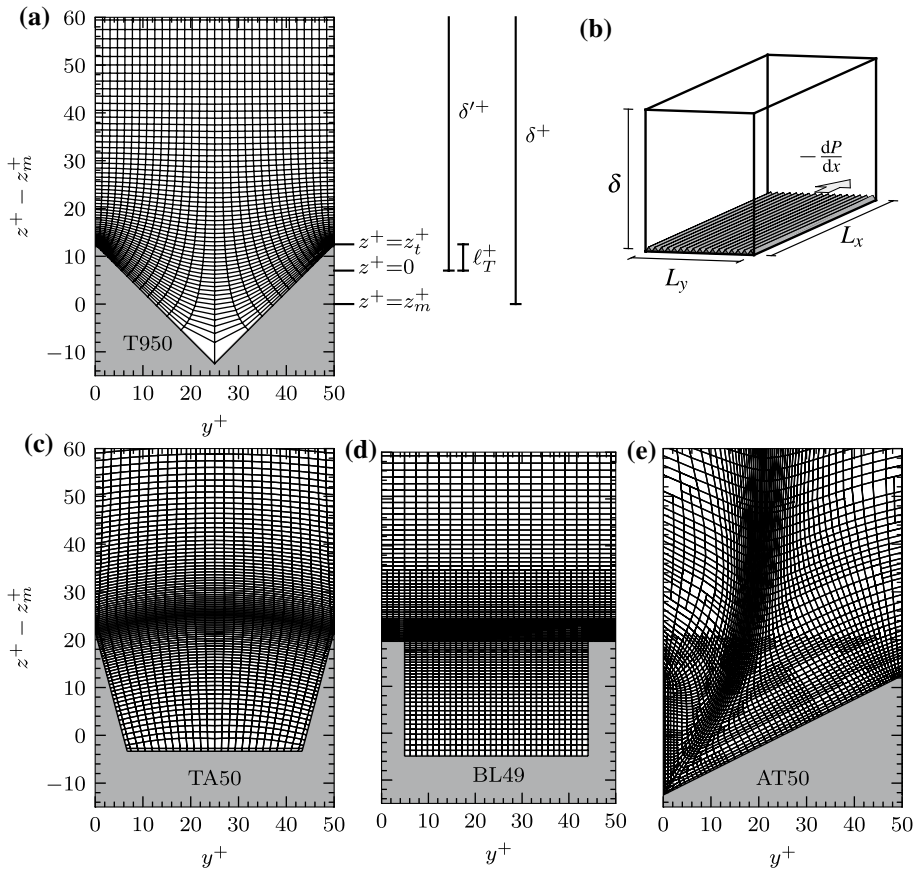 (a)
60
50
40
30
20
10
0
−10
z⁺ − z⁺ₘ
T950
0 10 20 30 40 50
y⁺
δ′⁺
δ⁺
z⁺=z⁺ₜ
z⁺=0
z⁺=z⁺ₘ
ℓ⁺_T
(b)
δ
− dP/dx
Lₓ
L_y
(c)
60
50
40
30
20
10
0
−10
z⁺ − z⁺ₘ
TA50
0 10 20 30 40 50
y⁺
(d)
BL49
0 10 20 30 40 50
y⁺
(e)
AT50
0 10 20 30 40 50
y⁺